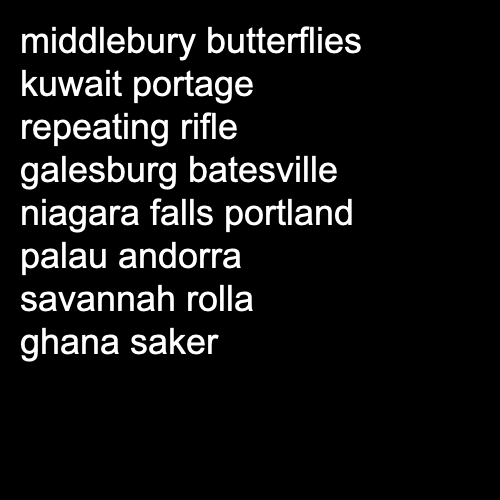 middlebury butterflies
kuwait portage
repeating rifle
galesburg batesville
niagara falls portland
palau andorra
savannah rolla
ghana saker